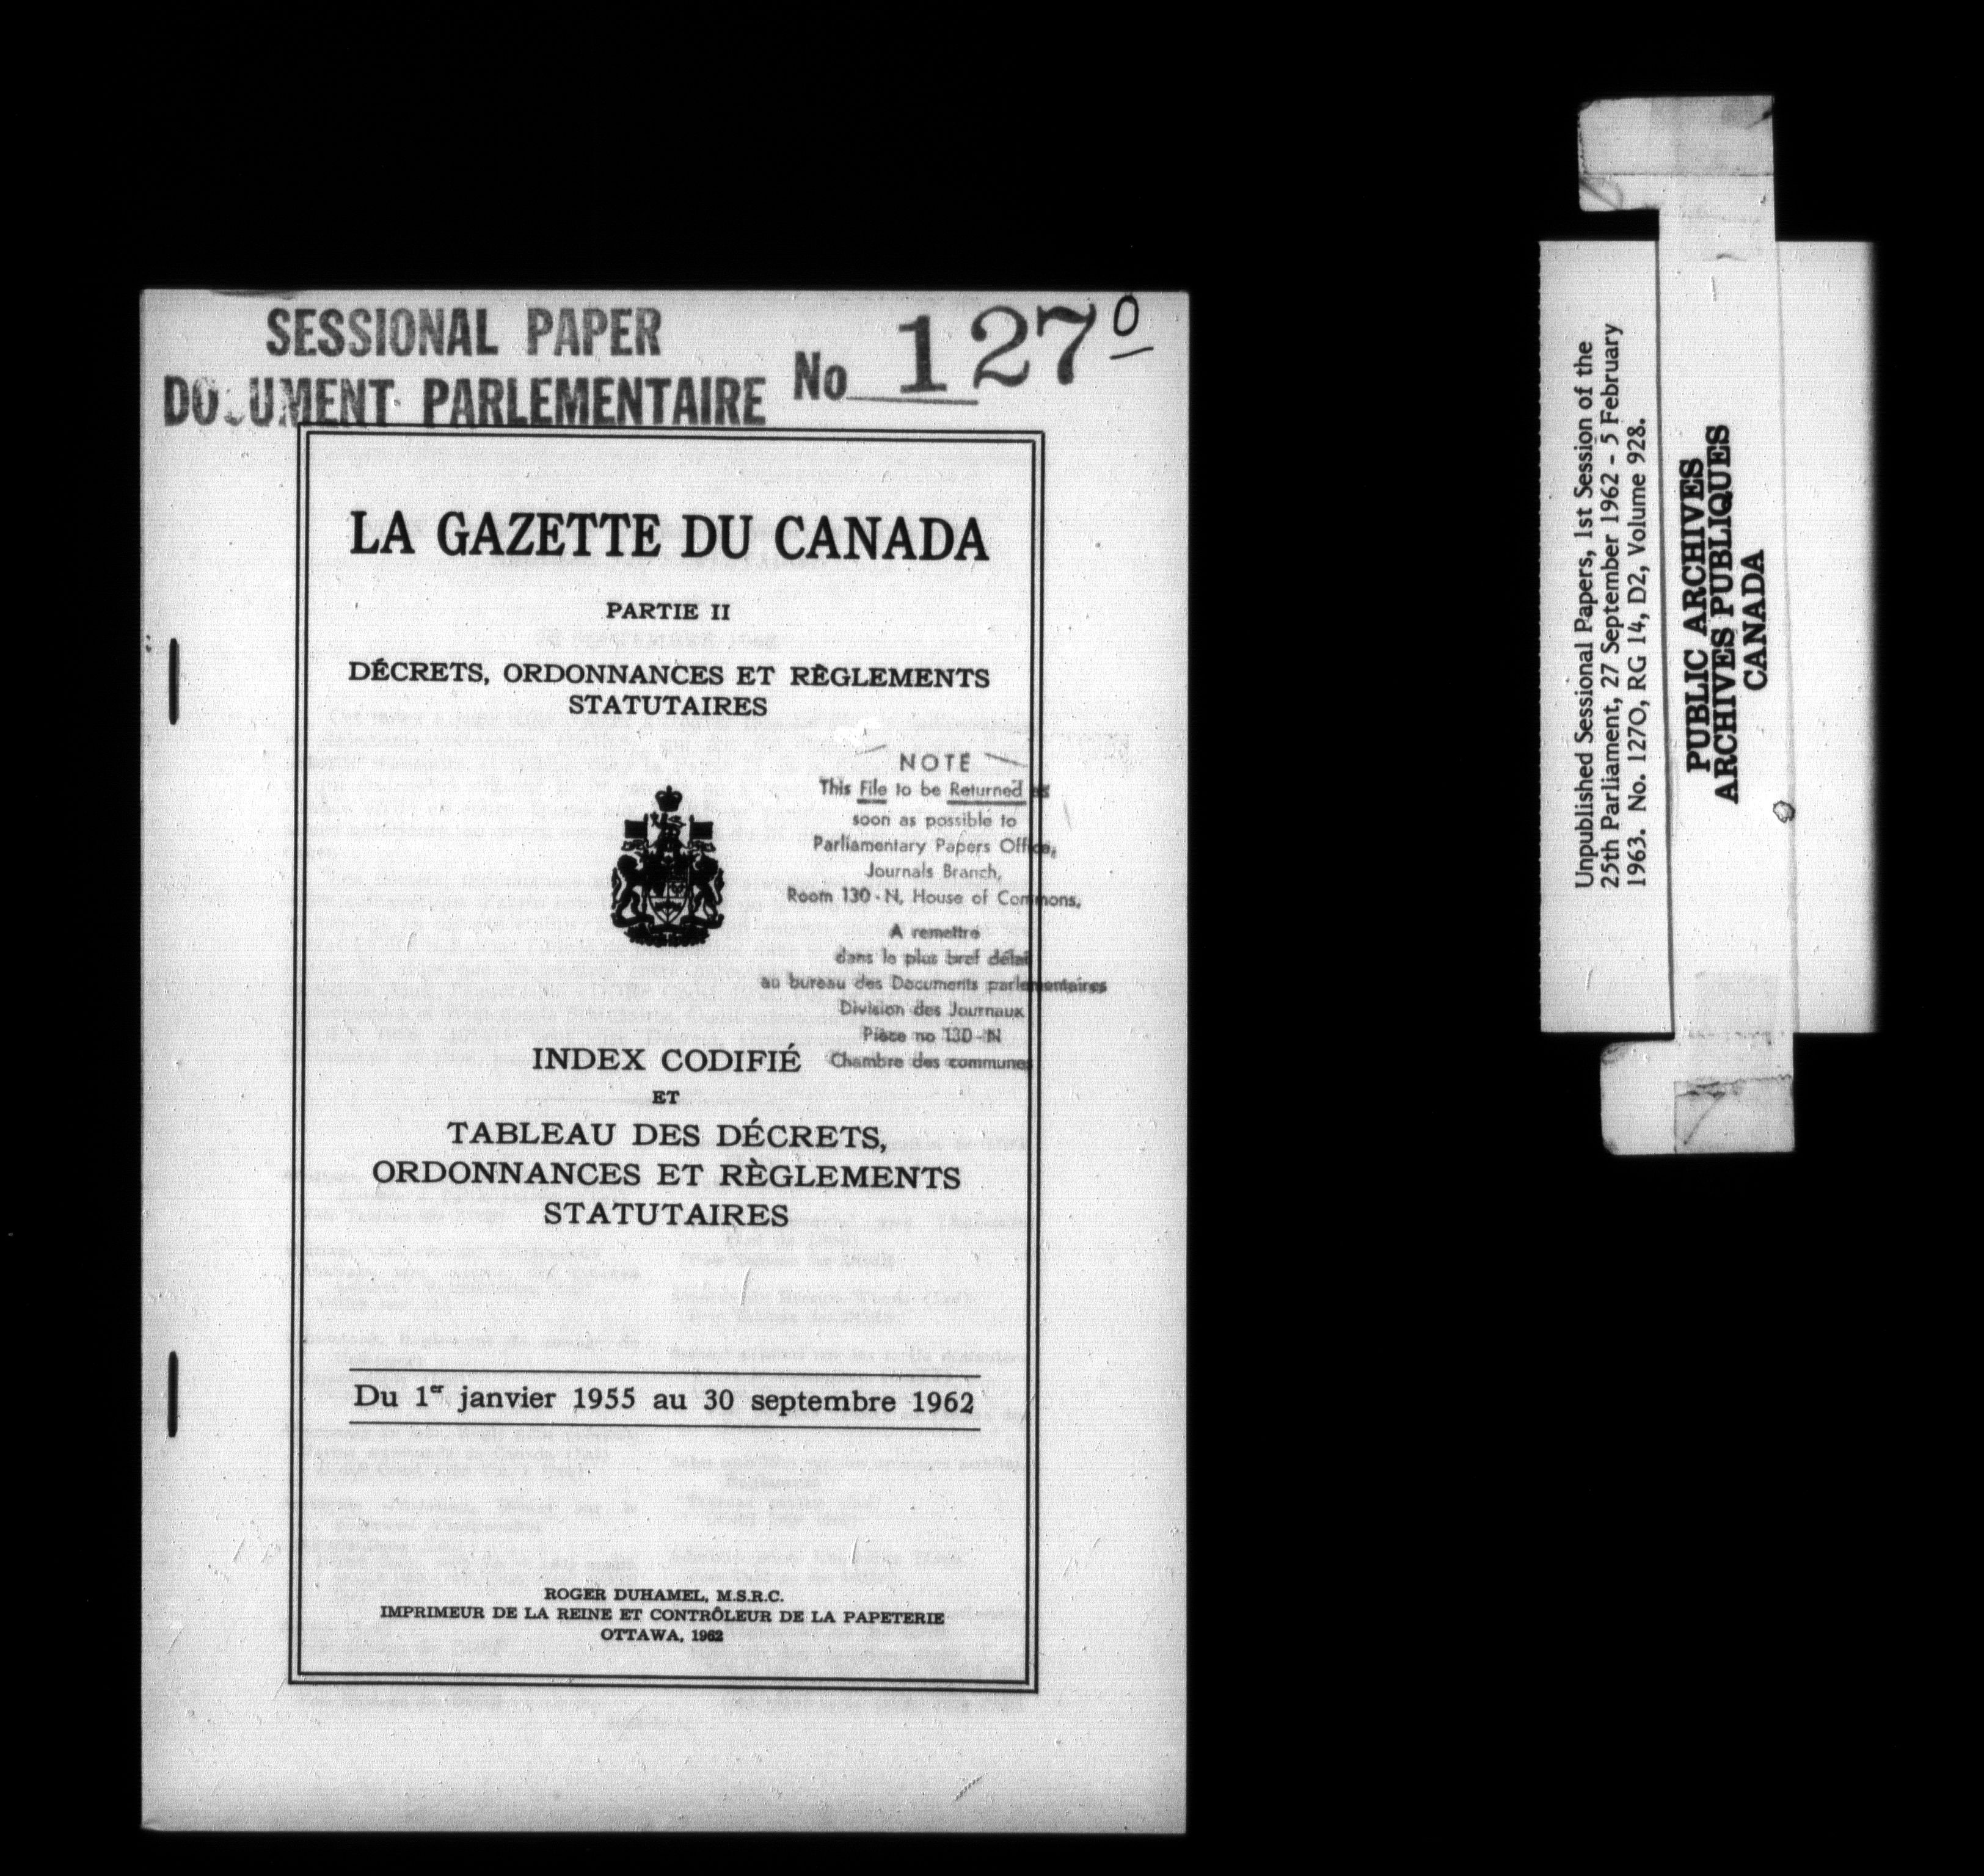 SESSIONAL PAPER
DOCUMENT PARLEMENTAIRE No 127O
LA GAZETTE DU CANADA
PARTIE II
DÉCRETS, ORDONNANCES ET RÈGLEMENTS
STATUTAIRES
NOTE
This File to be Returned as
soon as possible to
Parliamentary Papers Office,
Journals Branch,
Room 130-N, House of Commons.
A remettre
dans le plus bref délai
au bureau des Documents parlementaires
Division des Journaux
Pièce no 130-N
Chambre des communes
INDEX CODIFIÉ
ET
TABLEAU DES DÉCRETS,
ORDONNANCES ET RÈGLEMENTS
STATUTAIRES
Du 1er janvier 1955 au 30 septembre 1962
ROGER DUHAMEL, M.S.R.C.
IMPRIMEUR DE LA REINE ET CONTRÔLEUR DE LA PAPETERIE
OTTAWA, 1962
Unpublished Sessional Papers, 1st Session of the
25th Parliament, 27 September 1962 - 5 February
1963. No. 127O, RG 14, D2, Volume 928.
PUBLIC ARCHIVES
ARCHIVES PUBLIQUES
CANADA